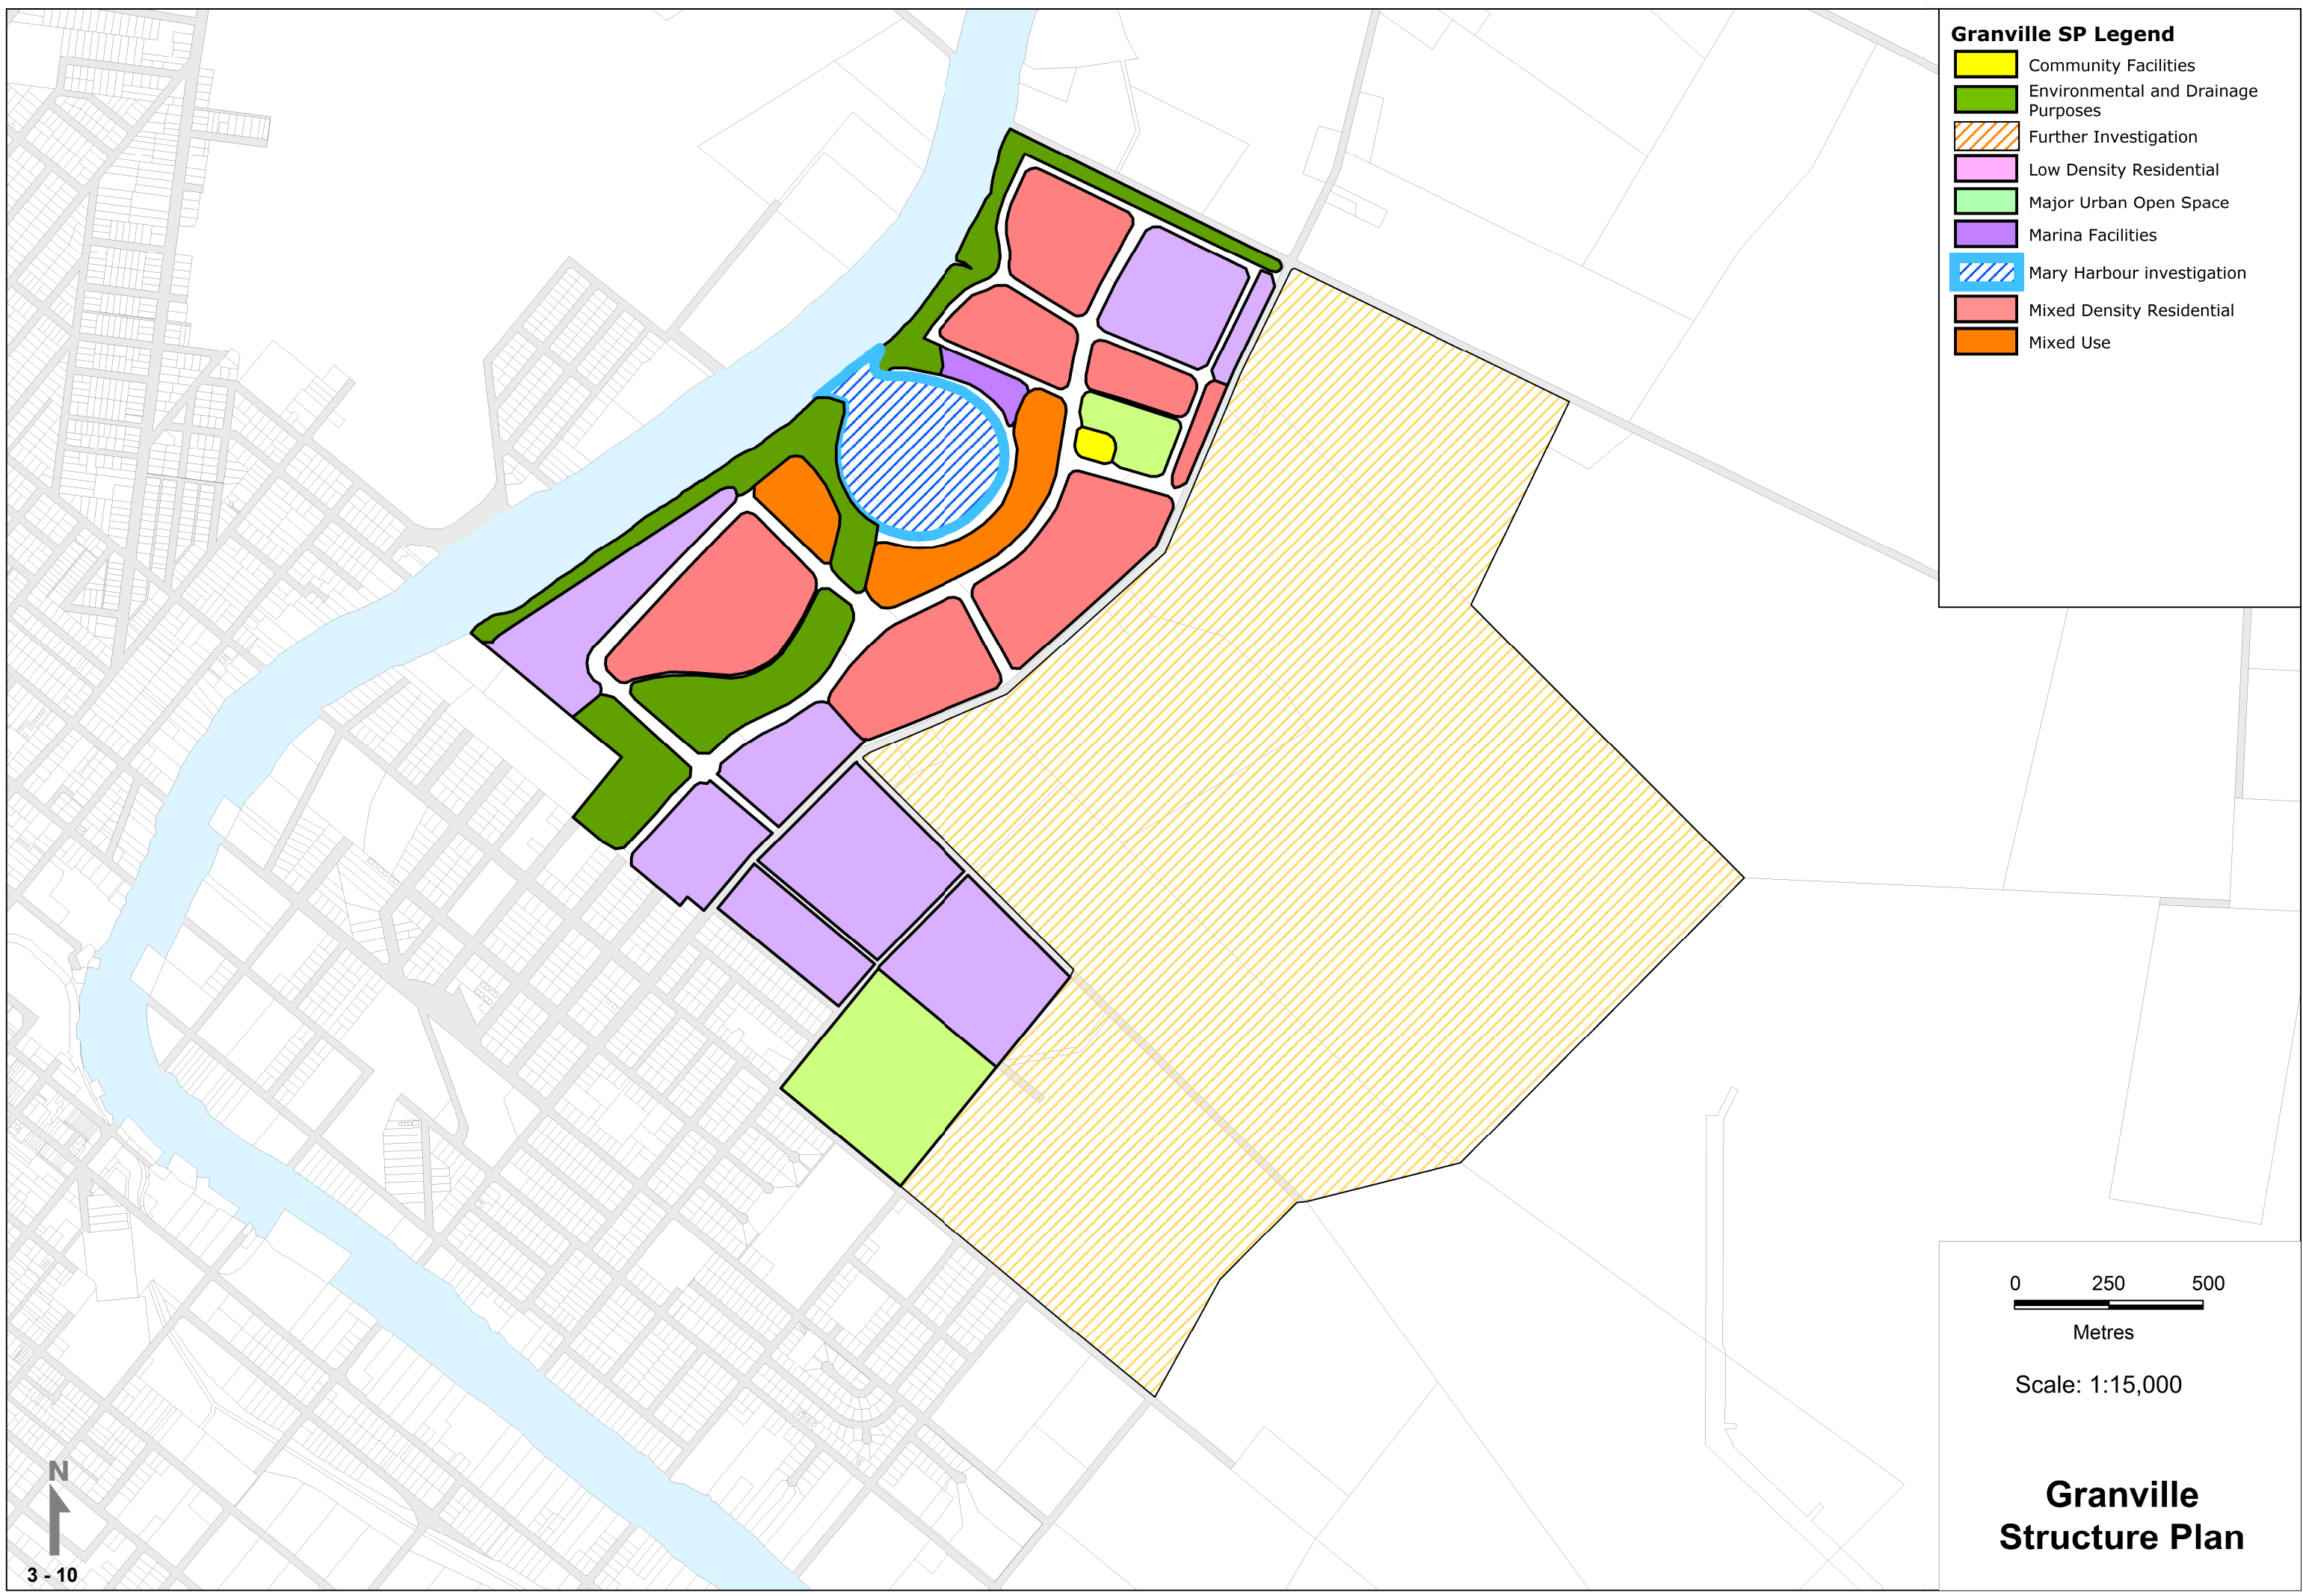 Granville SP Legend
Community Facilities
Environmental and Drainage
Purposes
Further Investigation
Low Density Residential
Major Urban Open Space
Marina Facilities
Mary Harbour investigation
Mixed Density Residential
Mixed Use
0 250 500
Metres
Scale: 1:15,000
Granville
Structure Plan
N
3 - 10